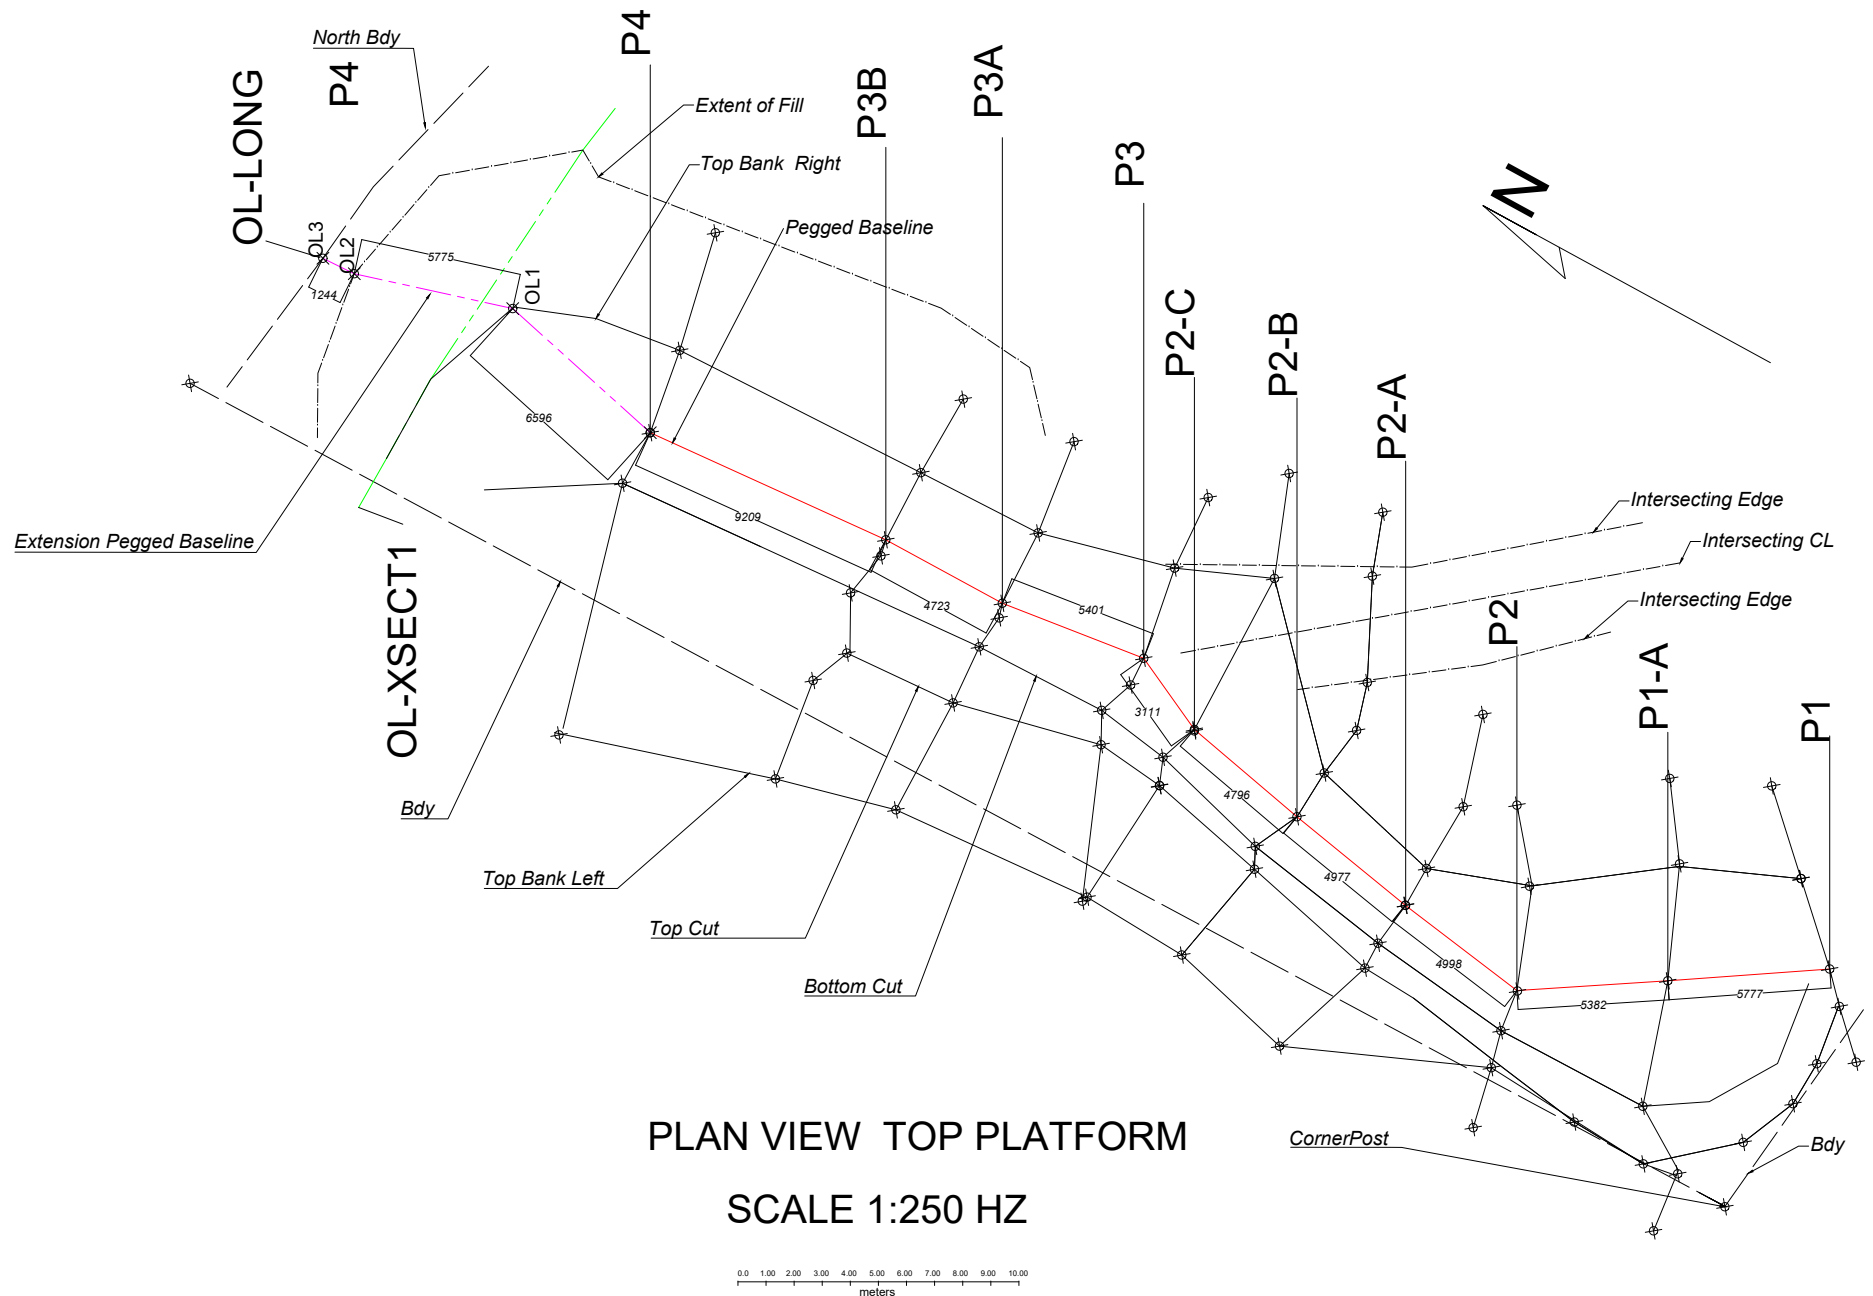 North Bdy
P4
OL-LONG
P4
Extent of Fill
P3B
P3A
Top Bank  Right
P3
Pegged Baseline
N
OL3
OL2
5775
1244
OL1
P2-C
P2-B
P2-A
6596
9209
Extension Pegged Baseline
Intersecting Edge
Intersecting CL
Intersecting Edge
4723
5401
P2
P1-A
P1
OL-XSECT1
3111
4796
Bdy
Top Bank Left
4977
Top Cut
4998
Bottom Cut
5382
5777
PLAN VIEW  TOP PLATFORM
CornerPost
Bdy
SCALE 1:250 HZ
0.0 1.00 2.00 3.00 4.00 5.00 6.00 7.00 8.00 9.00 10.00
meters